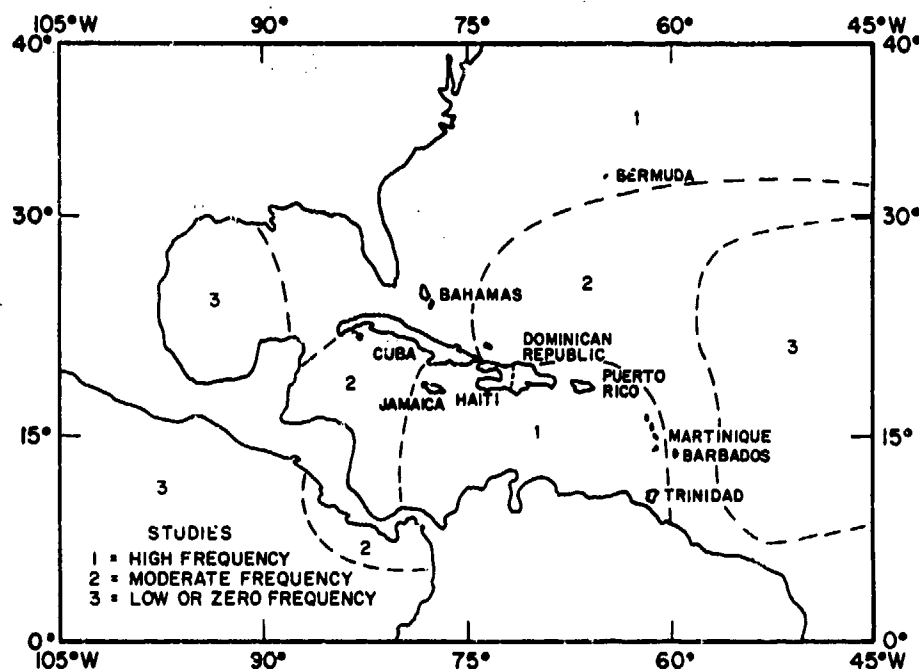 105°W 90° 75° 60° 45°W
40° 40°
1
BERMUDA
30° 30°
2
3
BAHAMAS
3
DOMINICAN
REPUBLIC
CUBA
2
PUERTO
RICO
JAMAICA HAITI
15° 1 15°
MARTINIQUE
BARBADOS
3
TRINIDAD
STUDIES
1 = HIGH FREQUENCY
2
2 = MODERATE FREQUENCY
3 = LOW OR ZERO FREQUENCY
0° 0°
105°W 90° 75° 60° 45°W